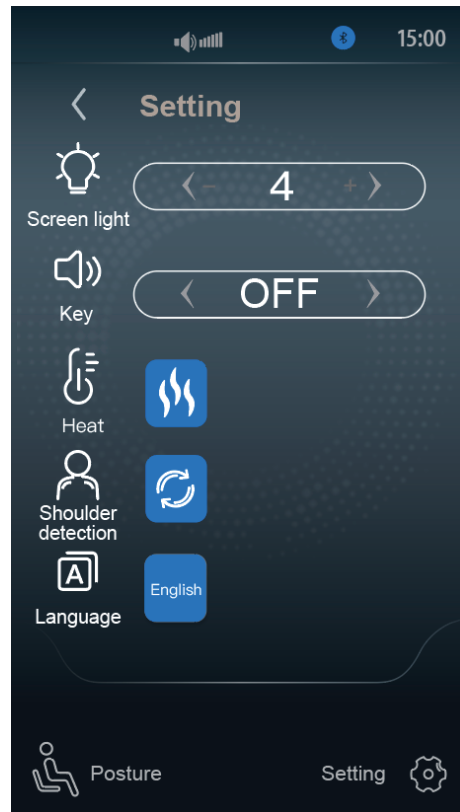 15:00
Setting
Screen light
- 4 +
Key
OFF
Heat
Shoulder
detection
A
Language
English
Posture
Setting